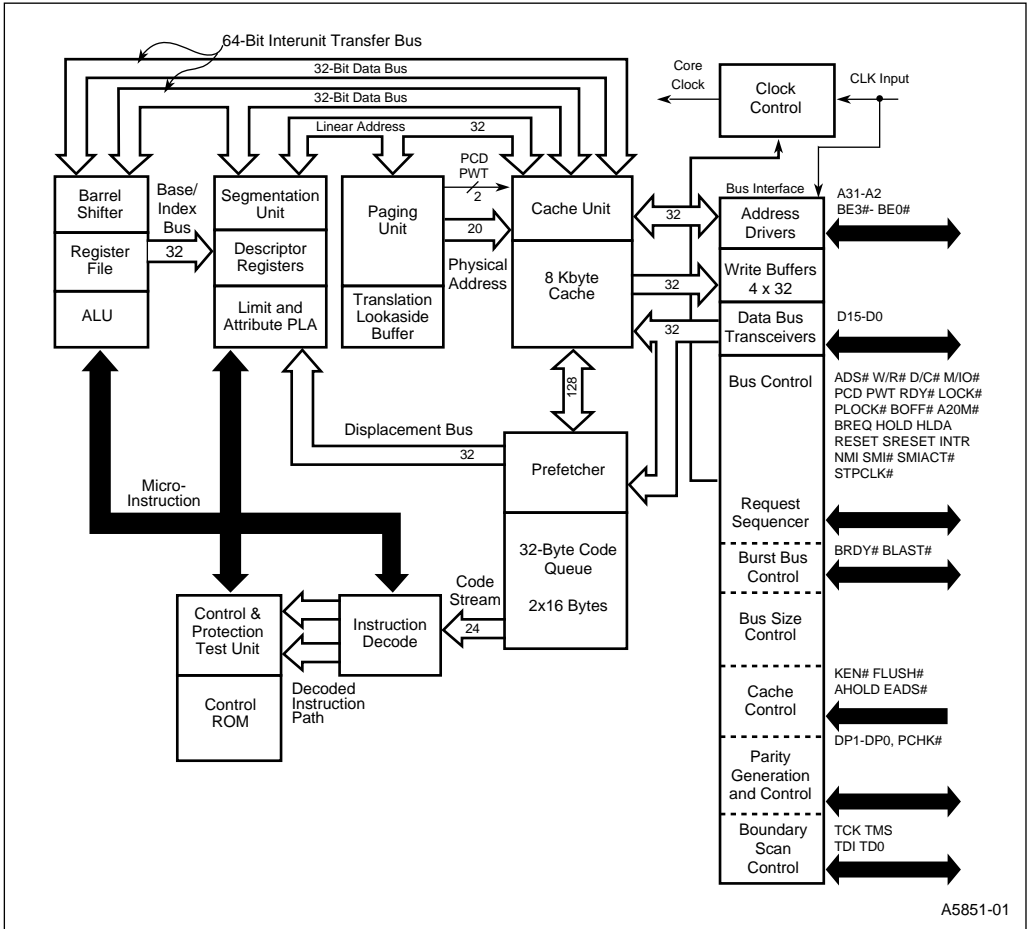 64-Bit Interunit Transfer Bus
32-Bit Data Bus
32-Bit Data Bus
Linear Address
32
Core
Clock
Clock
Control
CLK Input
Barrel
Shifter
Register
File
ALU
Base/
Index
Bus
32
Segmentation
Unit
Descriptor
Registers
Limit and
Attribute PLA
Paging
Unit
Translation
Lookaside
Buffer
PCD
PWT
2
20
Physical
Address
Cache Unit
8 Kbyte
Cache
32
32
32
128
Bus Interface
Address
Drivers
Write Buffers
4 x 32
Data Bus
Transceivers
Bus Control
Request
Sequencer
Burst Bus
Control
Bus Size
Control
Cache
Control
Parity
Generation
and Control
Boundary
Scan
Control
A31-A2
BE3#- BE0#
D15-D0
ADS# W/R# D/C# M/IO#
PCD PWT RDY# LOCK#
PLOCK# BOFF# A20M#
BREQ HOLD HLDA
RESET SRESET INTR
NMI SMI# SMIACT#
STPCLK#
BRDY# BLAST#
KEN# FLUSH#
AHOLD EADS#
DP1-DP0, PCHK#
TCK TMS
TDI TD0
Displacement Bus
32
Prefetcher
32-Byte Code
Queue
2x16 Bytes
Micro-
Instruction
Code
Stream
24
Instruction
Decode
Control &
Protection
Test Unit
Control
ROM
Decoded
Instruction
Path
A5851-01